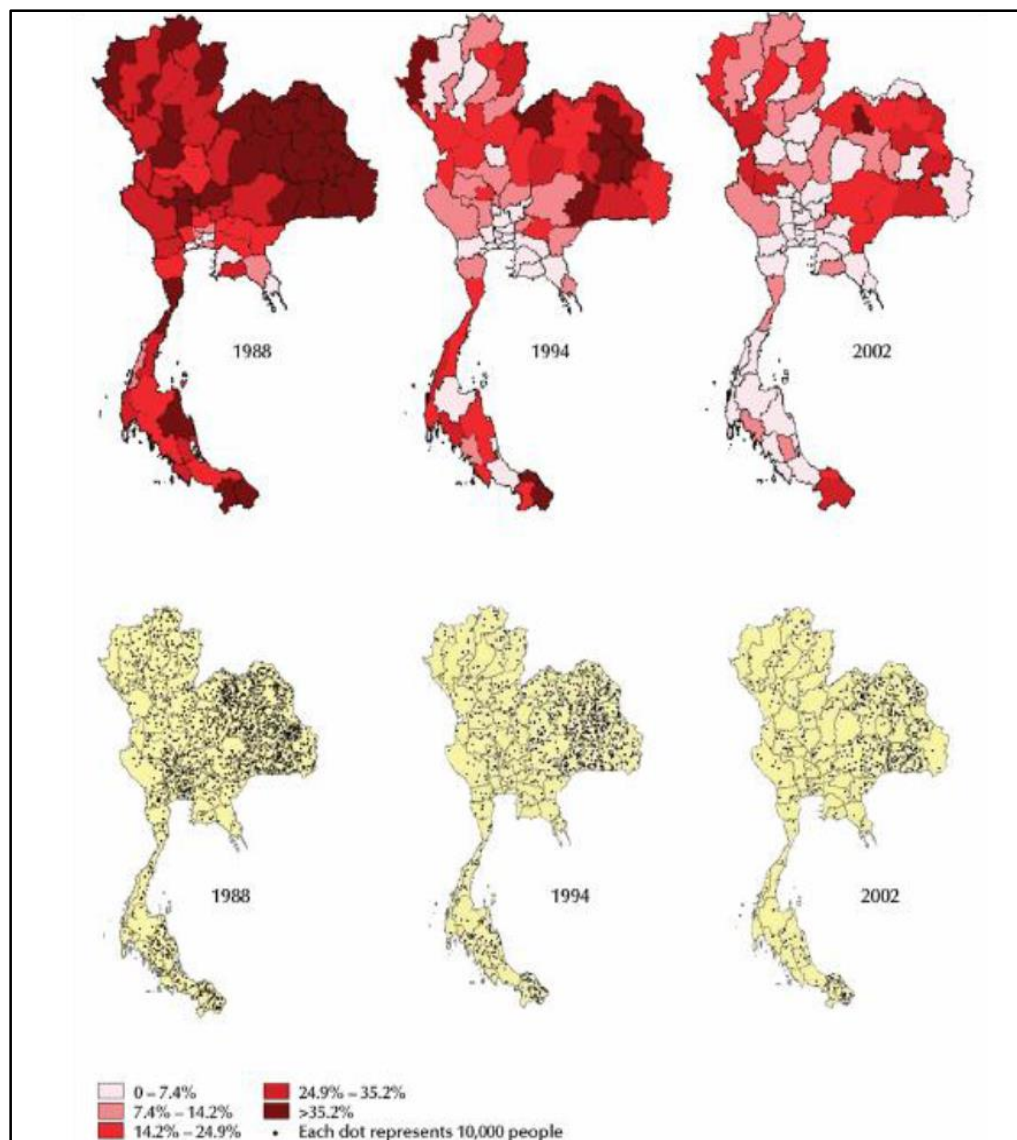 1988
1994
2002
1988
1994
2002
0 – 7.4%
24.9% – 35.2%
7.4% – 14.2%
>35.2%
14.2% – 24.9%
Each dot represents 10,000 people